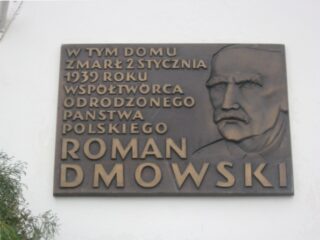 W TYM DOMU
ZMARŁ 2.STYCZNIA
1939 ROKU
WSPÓŁTWÓRCA
ODRODZONEGO
PAŃSTWA
POLSKIEGO
ROMAN
DMOWSKI